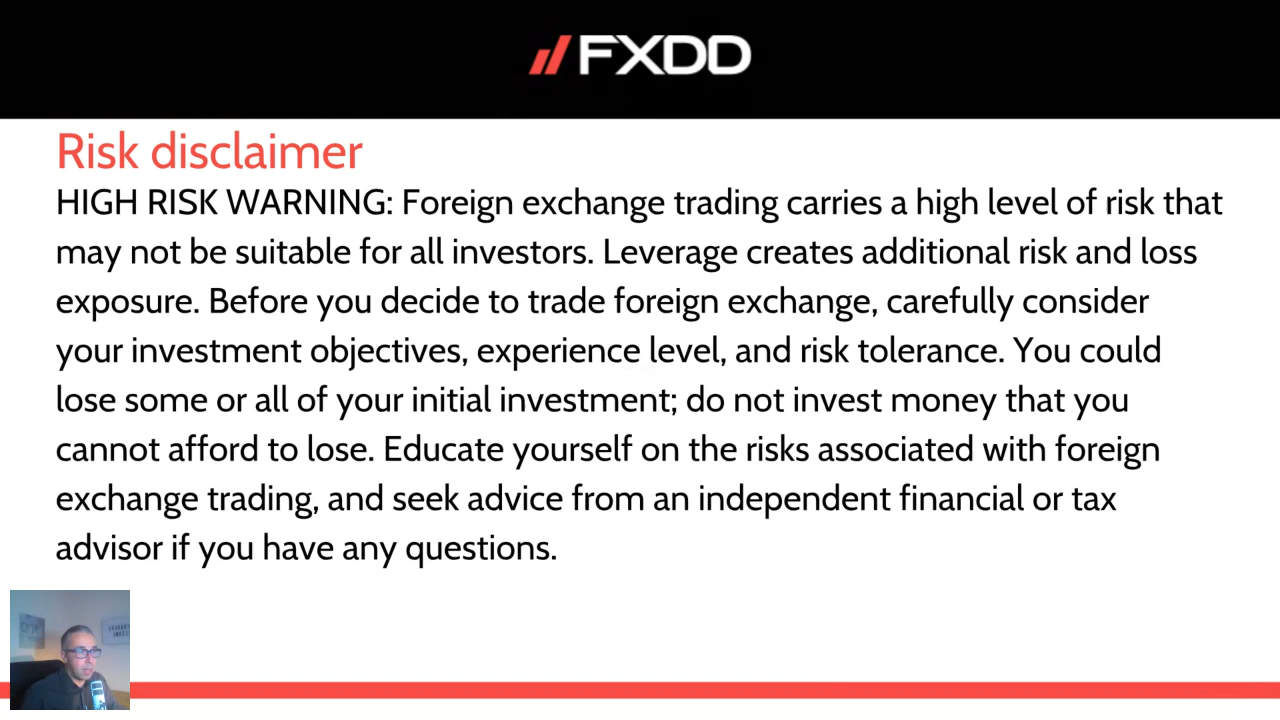 FXDD
Risk disclaimer
HIGH RISK WARNING: Foreign exchange trading carries a high level of risk that
may not be suitable for all investors. Leverage creates additional risk and loss
exposure. Before you decide to trade foreign exchange, carefully consider
your investment objectives, experience level, and risk tolerance. You could
lose some or all of your initial investment; do not invest money that you
cannot afford to lose. Educate yourself on the risks associated with foreign
exchange trading, and seek advice from an independent financial or tax
advisor if you have any questions.